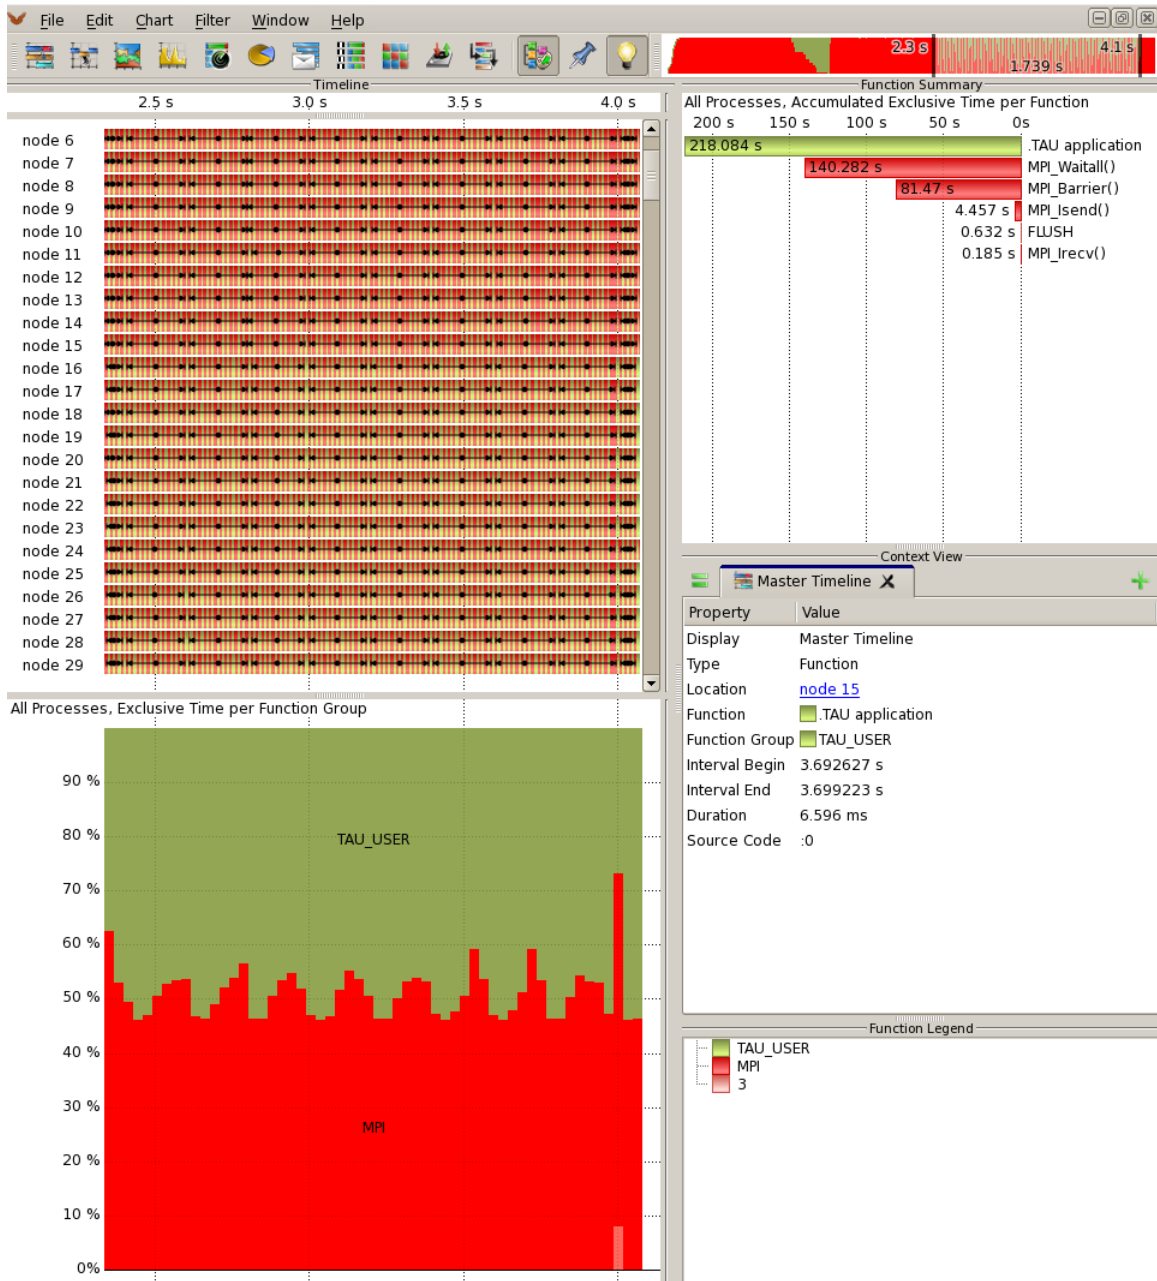 File Edit Chart Filter Window Help
2.3 s 4.1 s
1.739 s
Timeline
2.5 s 3.0 s 3.5 s 4.0 s
node 6
node 7
node 8
node 9
node 10
node 11
node 12
node 13
node 14
node 15
node 16
node 17
node 18
node 19
node 20
node 21
node 22
node 23
node 24
node 25
node 26
node 27
node 28
node 29
All Processes, Exclusive Time per Function Group
90 %
80 %
TAU_USER
70 %
60 %
50 %
40 %
30 %
MPI
20 %
10 %
0%
Function Summary
All Processes, Accumulated Exclusive Time per Function
200 s 150 s 100 s 50 s 0s
218.084 s .TAU application
140.282 s MPI_Waitall()
81.47 s MPI_Barrier()
4.457 s MPI_Isend()
0.632 s FLUSH
0.185 s MPI_Irecv()
Context View
Master Timeline
Property Value
Display Master Timeline
Type Function
Location node 15
Function .TAU application
Function Group TAU_USER
Interval Begin 3.692627 s
Interval End 3.699223 s
Duration 6.596 ms
Source Code :0
Function Legend
TAU_USER
MPI
3